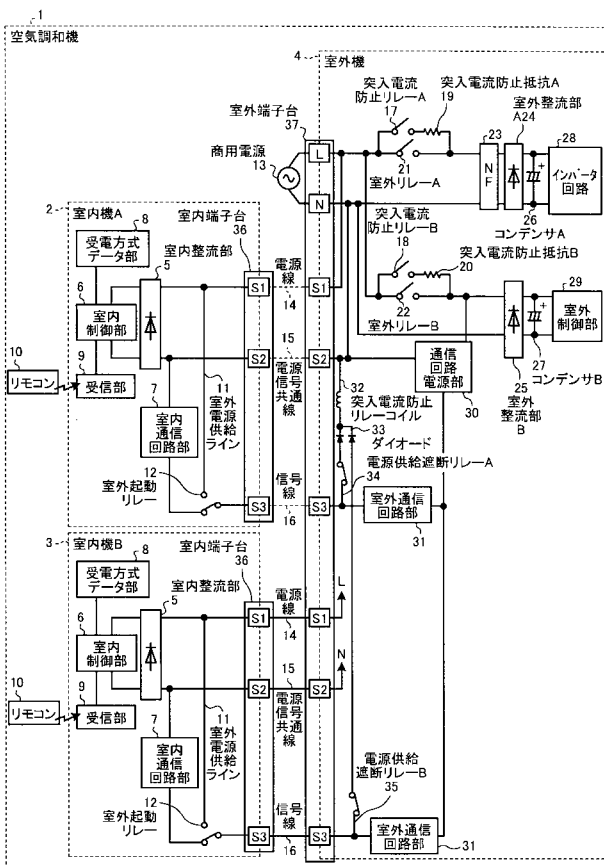 1
空気調和機
4
室外機
突入電流
防止リレーA
17
突入電流防止抵抗A
19
室外整流部
A24
室外端子台
37
商用電源
13
L
N
21
室外リレーA
23
NF
26
コンデンサA
28
インバータ
回路
突入電流
防止リレーB
18
突入電流防止抵抗B
20
22
室外リレーB
29
室外
制御部
27
コンデンサB
25
室外
整流部
B
通信
回路
電源部
30
2
室内機A
8
受電方式
データ部
5
室内整流部
室内端子台
36
6
室内
制御部
電源線
14
S1
S1
15
電源信号共通線
S2
S2
10
リモコン
9
受信部
7
室内
通信
回路部
11
室外電源供給ライン
12
室外起動
リレー
信号線
16
S3
S3
32
突入電流防止
リレーコイル
33
ダイオード
電源供給遮断リレーA
34
室外通信
回路部
31
3
室内機B
8
受電方式
データ部
5
室内整流部
室内端子台
36
6
室内
制御部
電源線
14
S1
S1
L
15
電源信号共通線
S2
S2
N
10
リモコン
9
受信部
7
室内
通信
回路部
11
室外電源供給ライン
12
室外起動
リレー
信号線
16
S3
S3
電源供給
遮断リレーB
35
室外通信
回路部
31